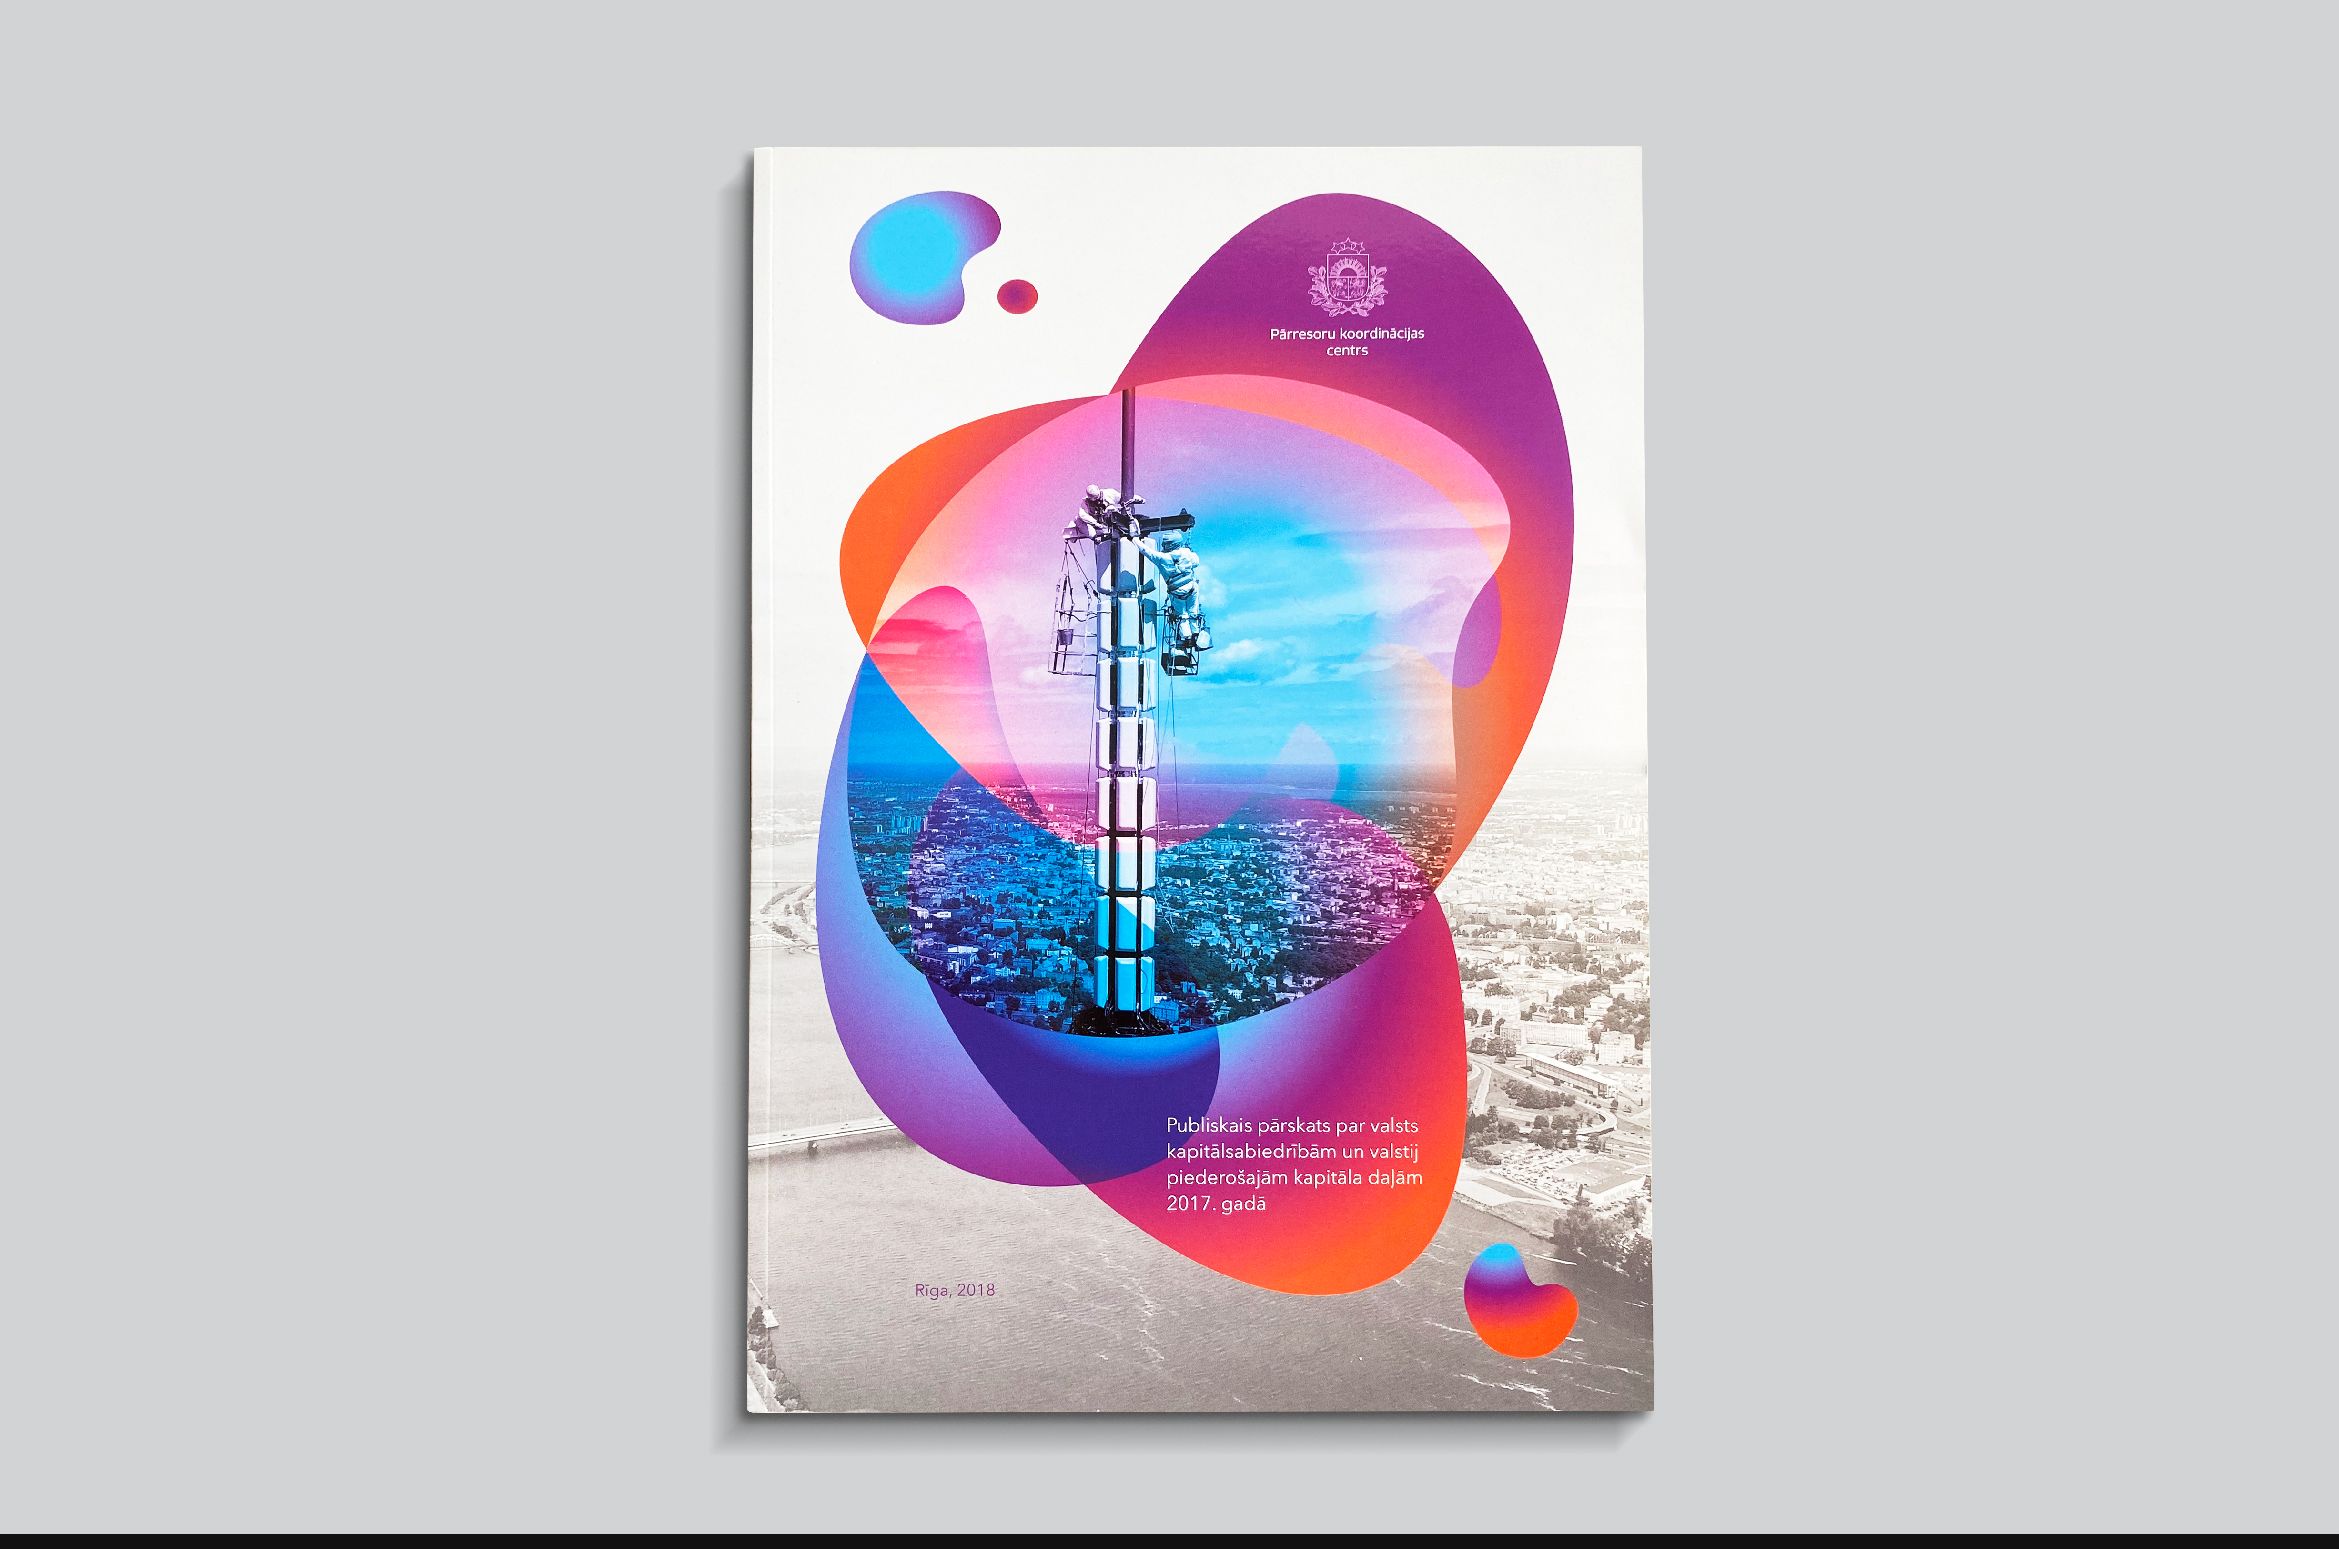 Pārresoru koordinācijas
centrs
Publiskais pārskats par valsts
kapitālsabiedrībām un valstij
piederošajām kapitāla daļām
2017. gadā
Rīga, 2018